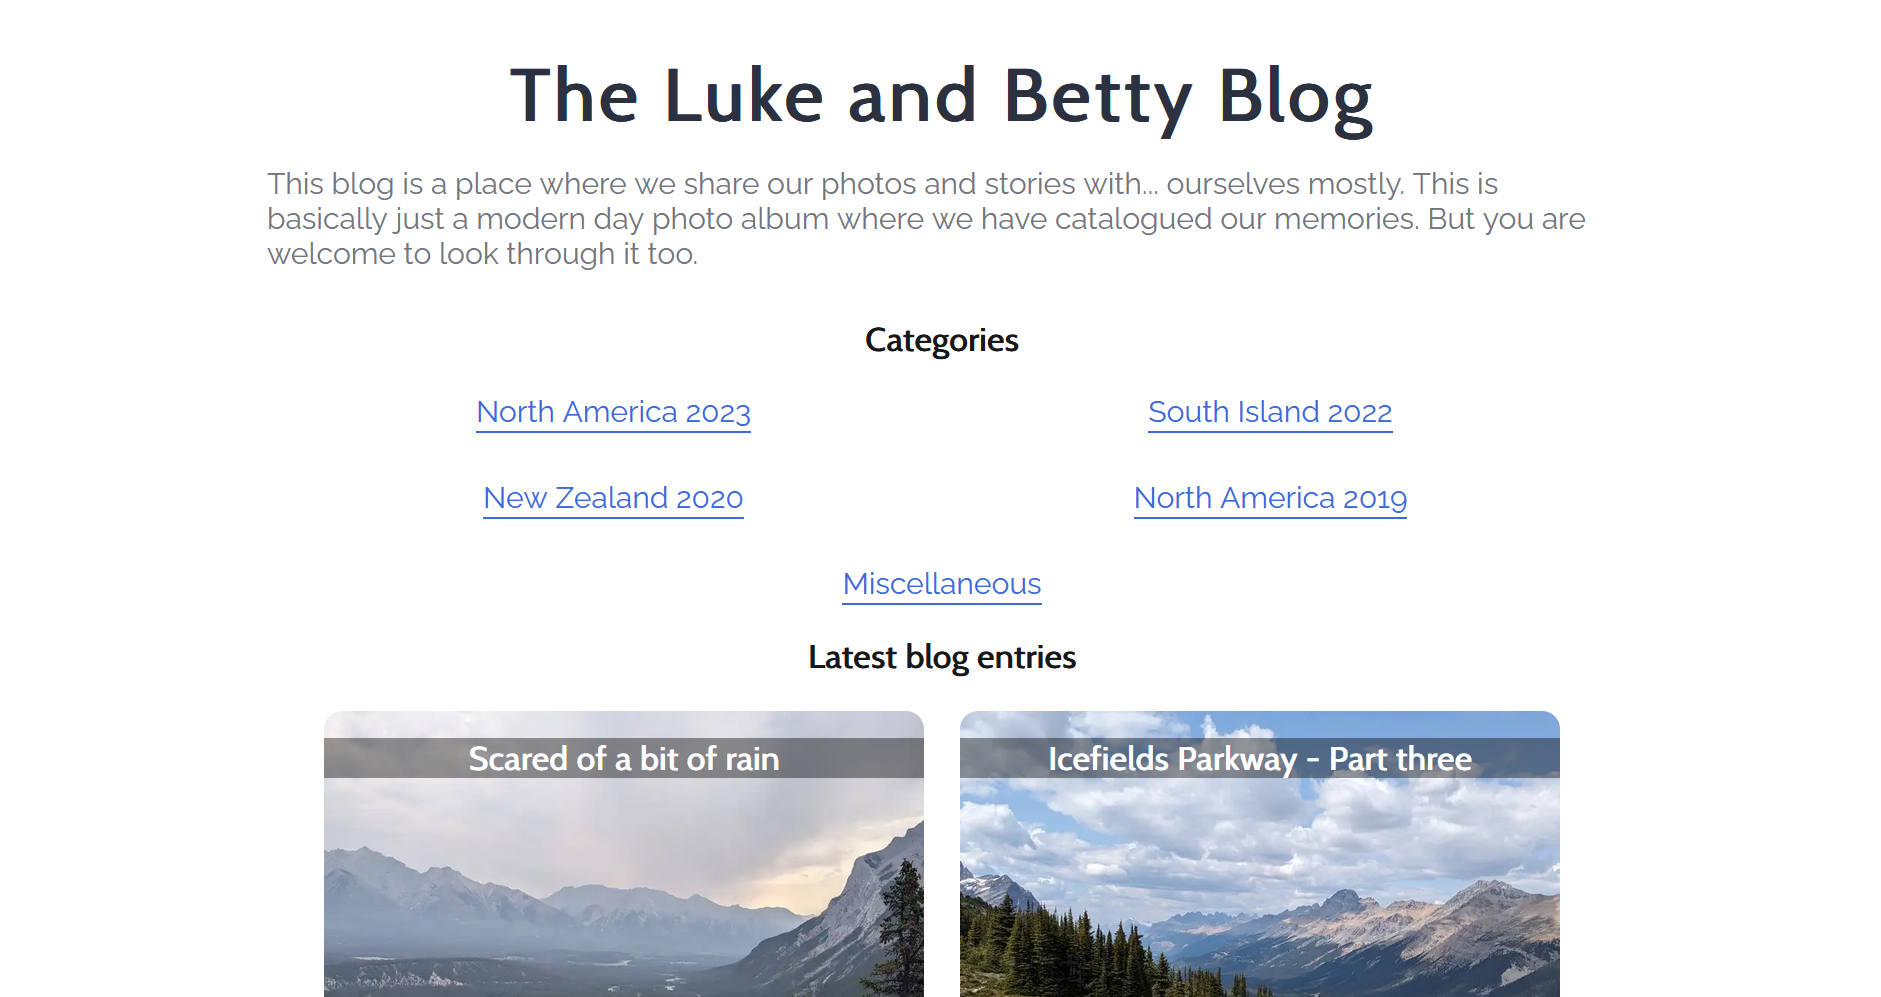 The Luke and Betty Blog
This blog is a place where we share our photos and stories with... ourselves mostly. This is
basically just a modern day photo album where we have catalogued our memories. But you are
welcome to look through it too.
Categories
North America 2023
South Island 2022
New Zealand 2020
North America 2019
Miscellaneous
Latest blog entries
Scared of a bit of rain
Icefields Parkway - Part three